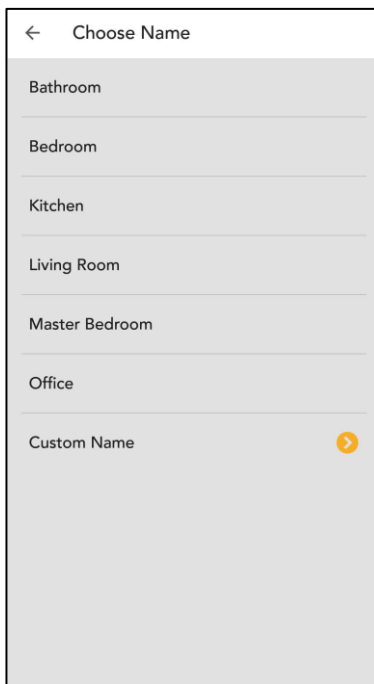 Choose Name
Bathroom
Bedroom
Kitchen
Living Room
Master Bedroom
Office
Custom Name